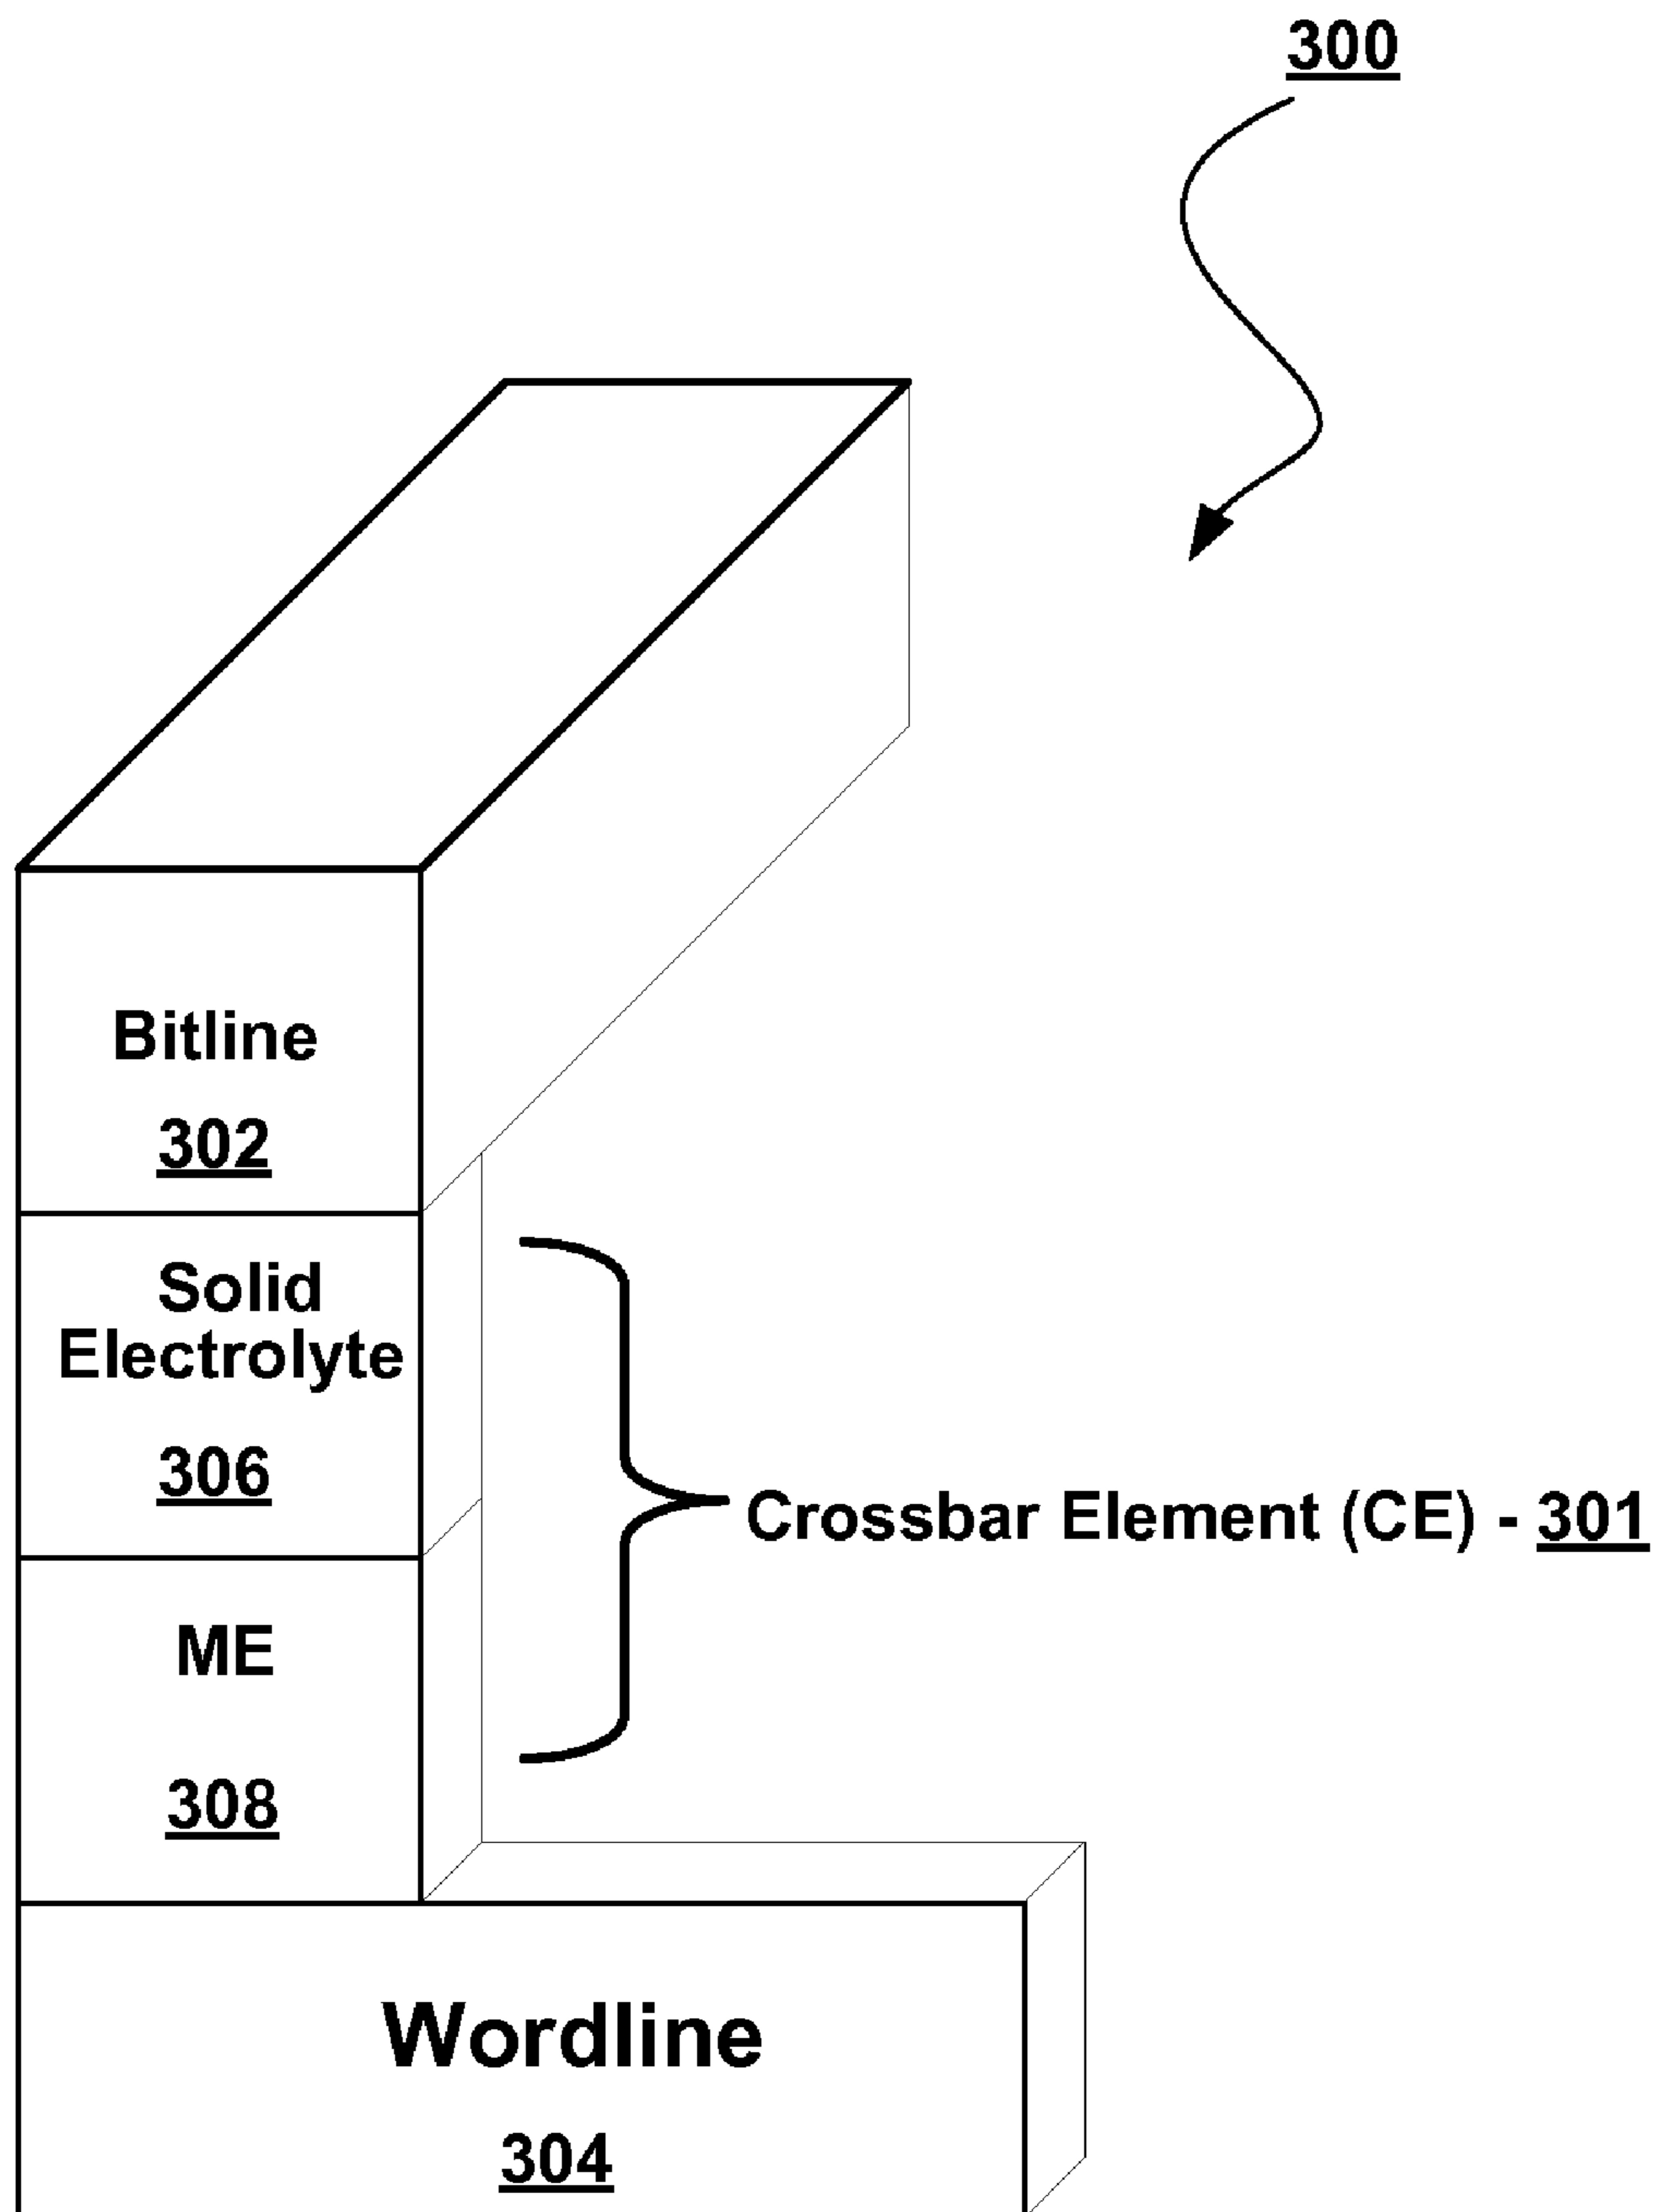 300
Bitline
302
Solid
Electrolyte
306
Crossbar Element (CE) - 301
ME
308
Wordline
304